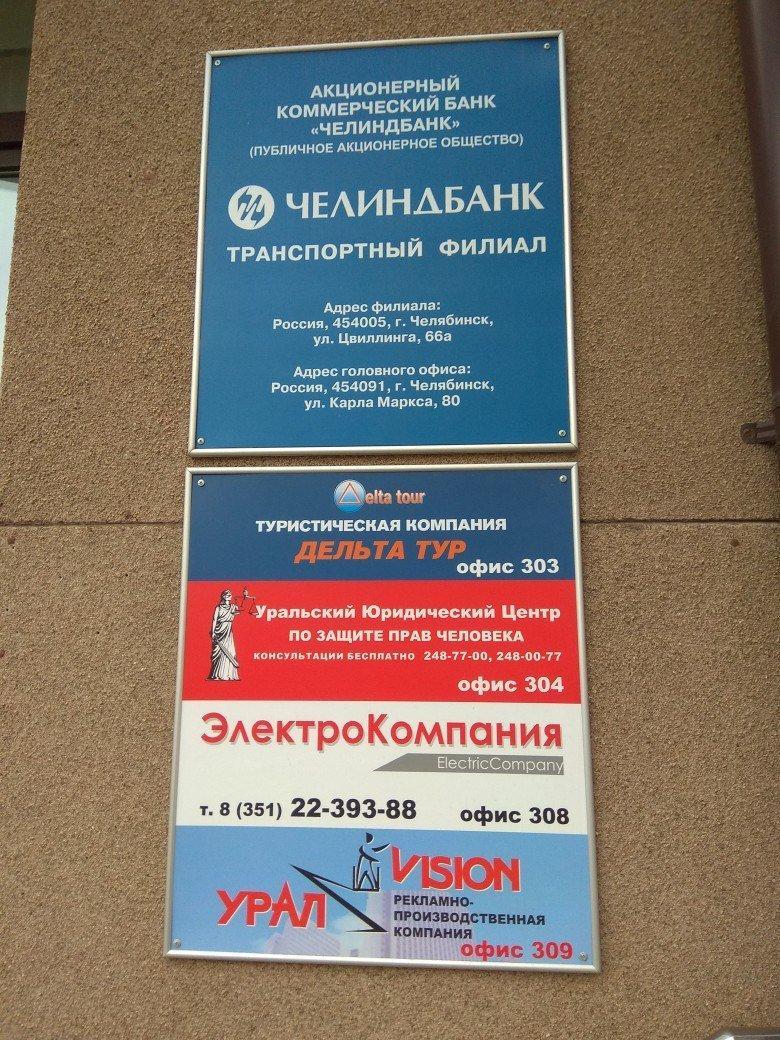 АКЦИОНЕРНЫЙ
КОММЕРЧЕСКИЙ БАНК
«ЧЕЛИНДБАНК»
(ПУБЛИЧНОЕ АКЦИОНЕРНОЕ ОБЩЕСТВО)
ЧЕЛИНДБАНК
ТРАНСПОРТНЫЙ ФИЛИАЛ
Адрес филиала:
Россия, 454005, г. Челябинск,
ул. Цвиллинга, 66а
Адрес головного офиса:
Россия, 454091, г. Челябинск,
ул. Карла Маркса, 80
elta tour
ТУРИСТИЧЕСКАЯ КОМПАНИЯ
ДЕЛЬТА ТУР
офис 303
Уральский Юридический Центр
ПО ЗАЩИТЕ ПРАВ ЧЕЛОВЕКА
КОНСУЛЬТАЦИИ БЕСПЛАТНО 248-77-00, 248-00-77
офис 304
ЭлектроКомпания
ElectricCompany
т. 8 (351) 22-393-88 офис 308
VISION
УРАЛ
РЕКЛАМНО-
ПРОИЗВОДСТВЕННАЯ
КОМПАНИЯ
офис 309